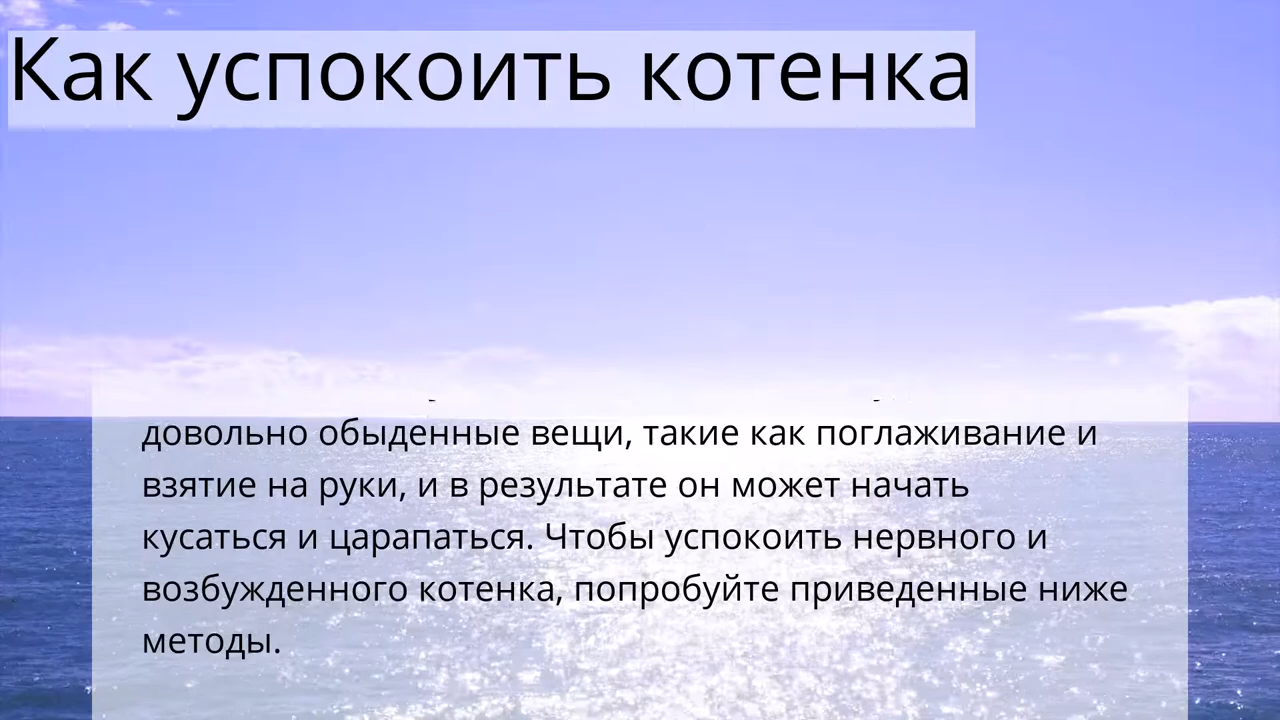 Как успокоить котенка
довольно обыденные вещи, такие как поглаживание и
взятие на руки, и в результате он может начать
кусаться и царапаться. Чтобы успокоить нервного и
возбужденного котенка, попробуйте приведенные ниже
методы.